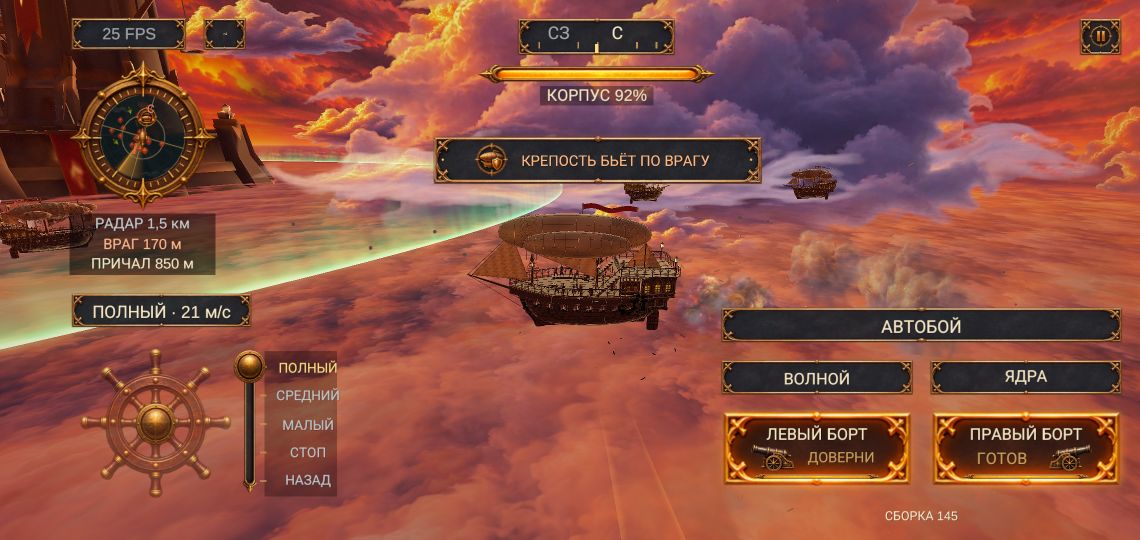 25 FPS
СЗ С
КОРПУС 92%
КРЕПОСТЬ БЬЁТ ПО ВРАГУ
РАДАР 1,5 км
ВРАГ 170 м
ПРИЧАЛ 850 м
ПОЛНЫЙ · 21 м/с
ПОЛНЫЙ
СРЕДНИЙ
МАЛЫЙ
СТОП
НАЗАД
АВТОБОЙ
ВОЛНОЙ
ЯДРА
ЛЕВЫЙ БОРТ
ДОВЕРНИ
ПРАВЫЙ БОРТ
ГОТОВ
СБОРКА 145